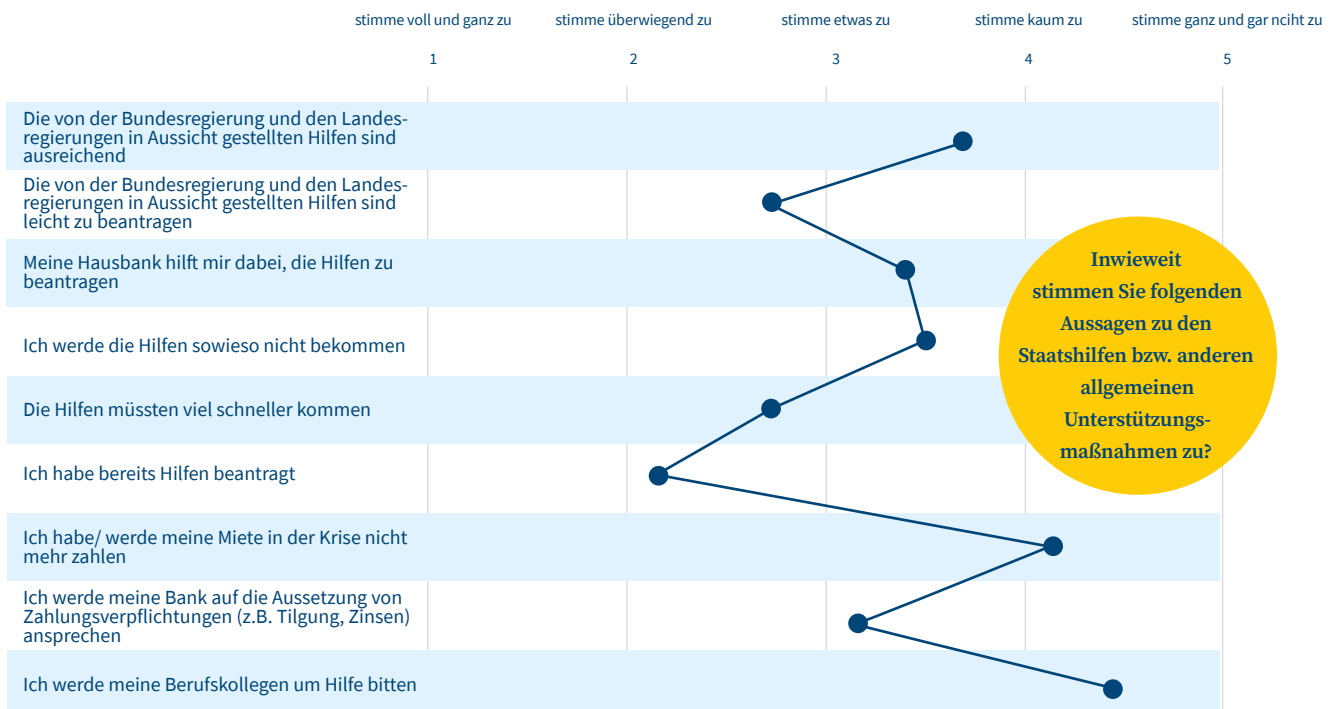 stimme voll und ganz zu stimme überwiegend zu stimme etwas zu stimme kaum zu stimme ganz und gar nciht zu
1 2 3 4 5
Die von der Bundesregierung und den Landes-
regierungen in Aussicht gestellten Hilfen sind
ausreichend
Die von der Bundesregierung und den Landes-
regierungen in Aussicht gestellten Hilfen sind
leicht zu beantragen
Meine Hausbank hilft mir dabei, die Hilfen zu
beantragen
Ich werde die Hilfen sowieso nicht bekommen
Die Hilfen müssten viel schneller kommen
Ich habe bereits Hilfen beantragt
Ich habe/ werde meine Miete in der Krise nicht
mehr zahlen
Ich werde meine Bank auf die Aussetzung von
Zahlungsverpflichtungen (z.B. Tilgung, Zinsen)
ansprechen
Ich werde meine Berufskollegen um Hilfe bitten
Inwieweit
stimmen Sie folgenden
Aussagen zu den
Staatshilfen bzw. anderen
allgemeinen
Unterstützungs-
maßnahmen zu?